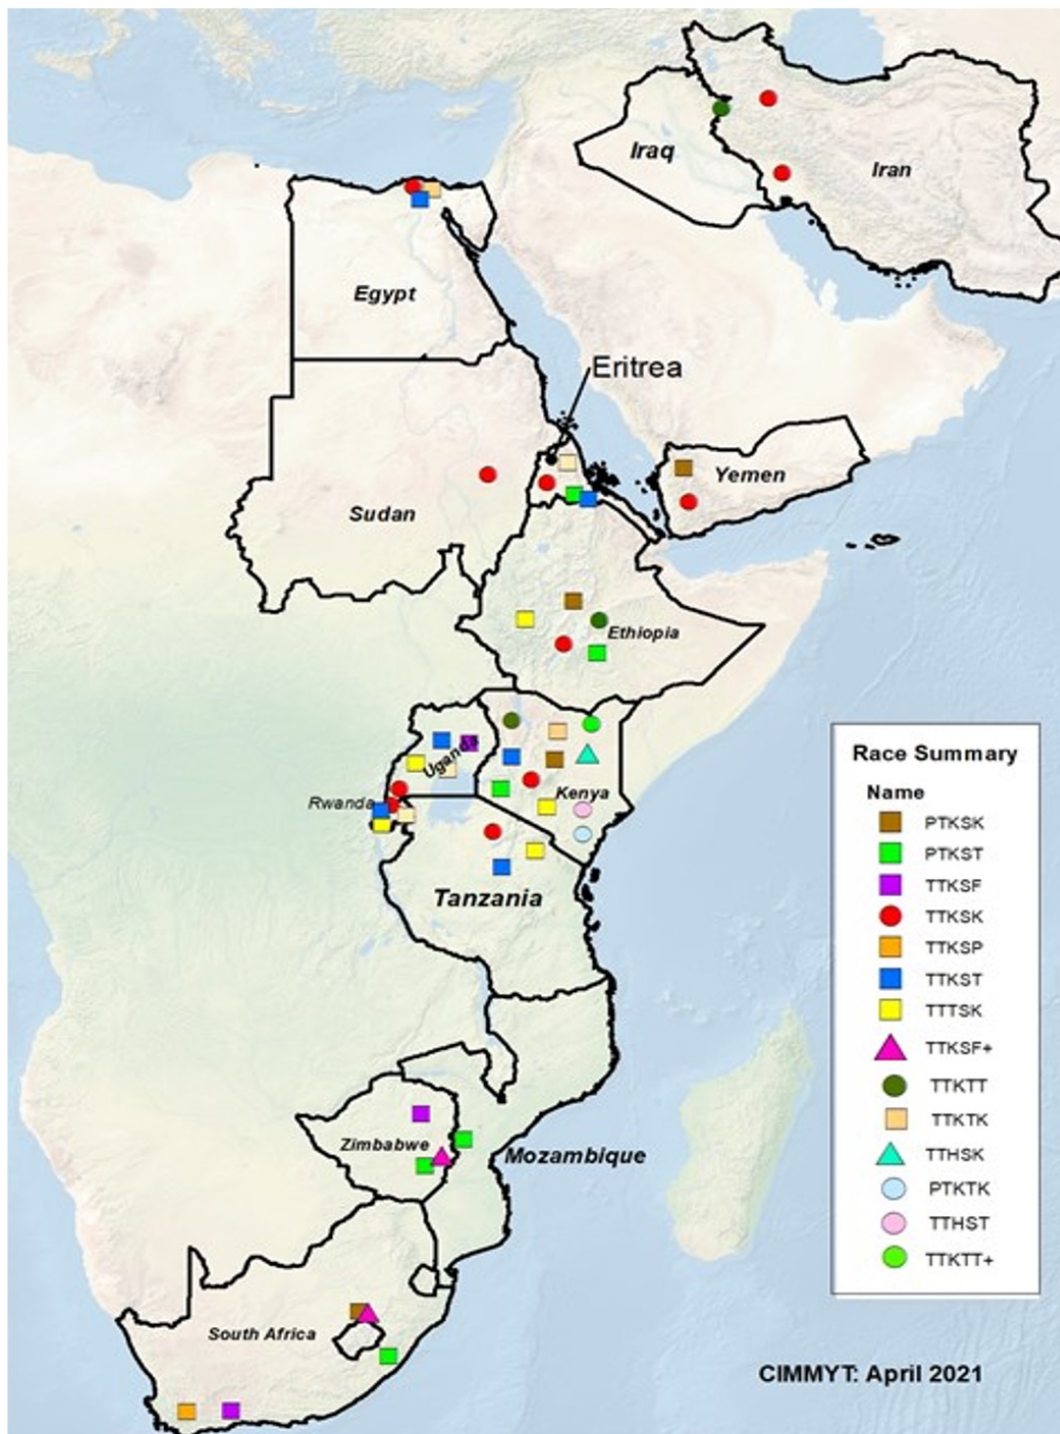 Iraq
Iran
Egypt
Eritrea
Yemen
Sudan
Ethiopia
Uganda
Rwanda
Kenya
Tanzania
Zimbabwe
Mozambique
South Africa
Race Summary
Name
PTKSK
PTKST
TTKSF
TTKSK
TTKSP
TTKST
TTTSK
TTKSF+
TTKTT
TTKTK
TTHSK
PTKTK
TTHST
TTKTT+
CIMMYT: April 2021